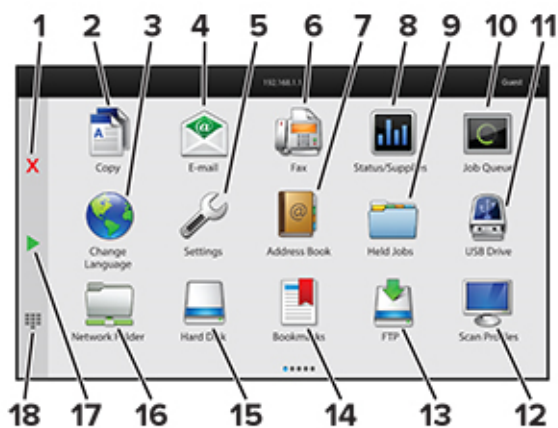 1 2 3 4 5 6 7 8 9 10 11
192.168.1.1 Guest
X
Copy E-mail Fax Status/Supplies Job Queue
Change Language Settings Address Book Held Jobs USB Drive
Network Folder Hard Disk Bookmarks FTP Scan Profiles
18 17 16 15 14 13 12